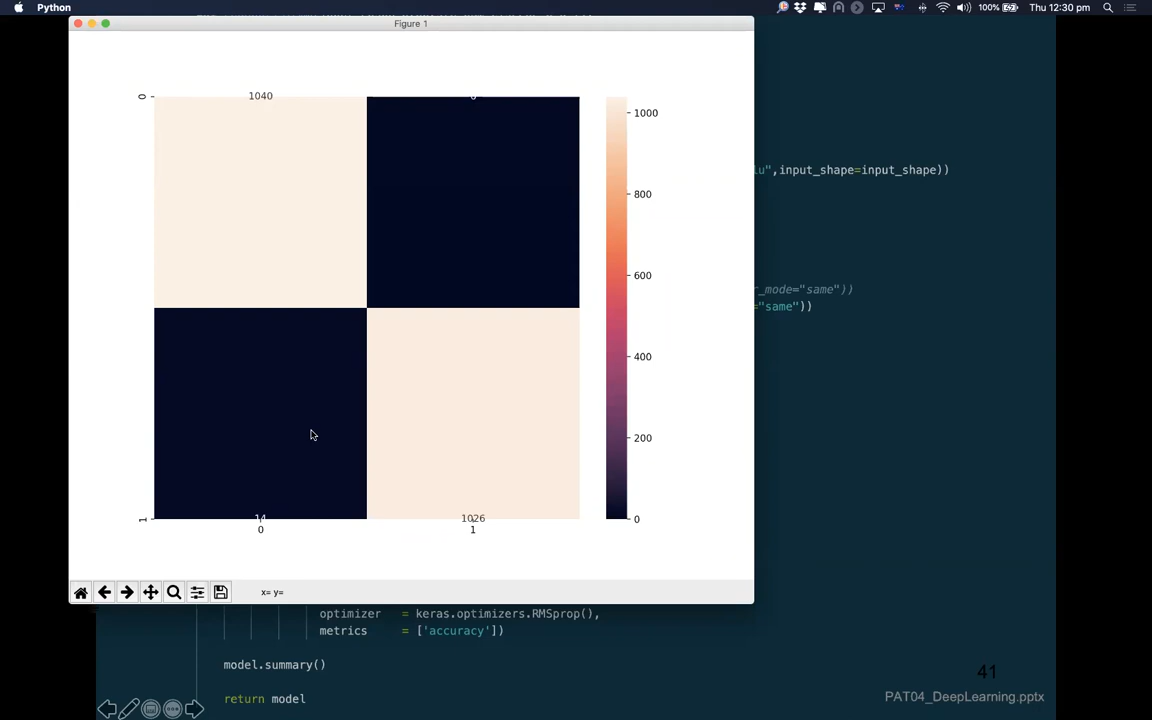 Python
100%
Thu 12:30 pm
Figure 1
0
1040
1000
lu",input_shape=input_shape))
800
600
r_mode="same"))
="same"))
400
200
1
14
1026
0
0
1
x= y=
optimizer = keras.optimizers.RMSprop(),
metrics = ['accuracy'])
model.summary()
41
return model
PAT04_DeepLearning.pptx